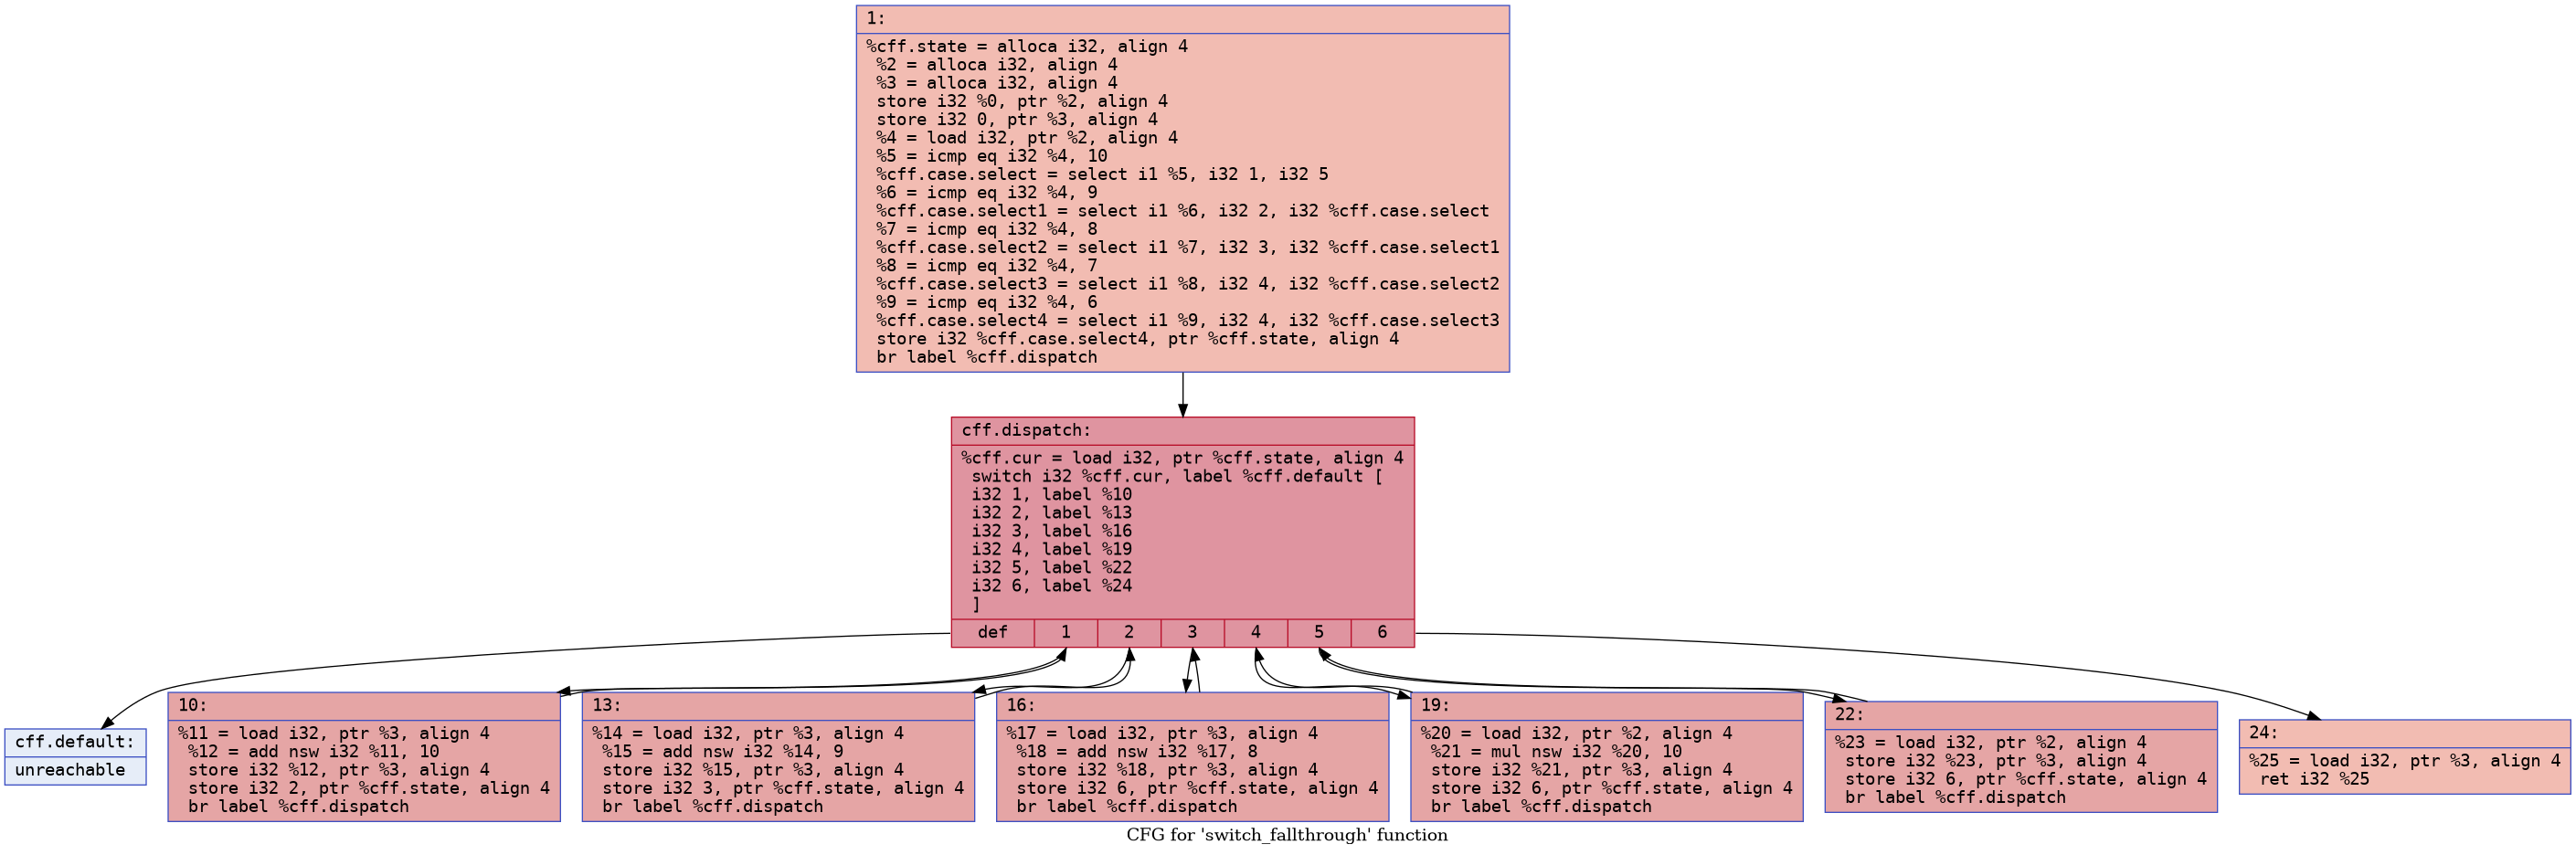 1:
%cff.state = alloca i32, align 4
%2 = alloca i32, align 4
%3 = alloca i32, align 4
store i32 %0, ptr %2, align 4
store i32 0, ptr %3, align 4
%4 = load i32, ptr %2, align 4
%5 = icmp eq i32 %4, 10
%cff.case.select = select i1 %5, i32 1, i32 5
%6 = icmp eq i32 %4, 9
%cff.case.select1 = select i1 %6, i32 2, i32 %cff.case.select
%7 = icmp eq i32 %4, 8
%cff.case.select2 = select i1 %7, i32 3, i32 %cff.case.select1
%8 = icmp eq i32 %4, 7
%cff.case.select3 = select i1 %8, i32 4, i32 %cff.case.select2
%9 = icmp eq i32 %4, 6
%cff.case.select4 = select i1 %9, i32 4, i32 %cff.case.select3
store i32 %cff.case.select4, ptr %cff.state, align 4
br label %cff.dispatch
cff.dispatch:
%cff.cur = load i32, ptr %cff.state, align 4
switch i32 %cff.cur, label %cff.default [
i32 1, label %10
i32 2, label %13
i32 3, label %16
i32 4, label %19
i32 5, label %22
i32 6, label %24
]
def 1 2 3 4 5 6
cff.default:
unreachable
10:
%11 = load i32, ptr %3, align 4
%12 = add nsw i32 %11, 10
store i32 %12, ptr %3, align 4
store i32 2, ptr %cff.state, align 4
br label %cff.dispatch
13:
%14 = load i32, ptr %3, align 4
%15 = add nsw i32 %14, 9
store i32 %15, ptr %3, align 4
store i32 3, ptr %cff.state, align 4
br label %cff.dispatch
16:
%17 = load i32, ptr %3, align 4
%18 = add nsw i32 %17, 8
store i32 %18, ptr %3, align 4
store i32 6, ptr %cff.state, align 4
br label %cff.dispatch
19:
%20 = load i32, ptr %2, align 4
%21 = mul nsw i32 %20, 10
store i32 %21, ptr %3, align 4
store i32 6, ptr %cff.state, align 4
br label %cff.dispatch
22:
%23 = load i32, ptr %2, align 4
store i32 %23, ptr %3, align 4
store i32 6, ptr %cff.state, align 4
br label %cff.dispatch
24:
%25 = load i32, ptr %3, align 4
ret i32 %25
CFG for 'switch_fallthrough' function